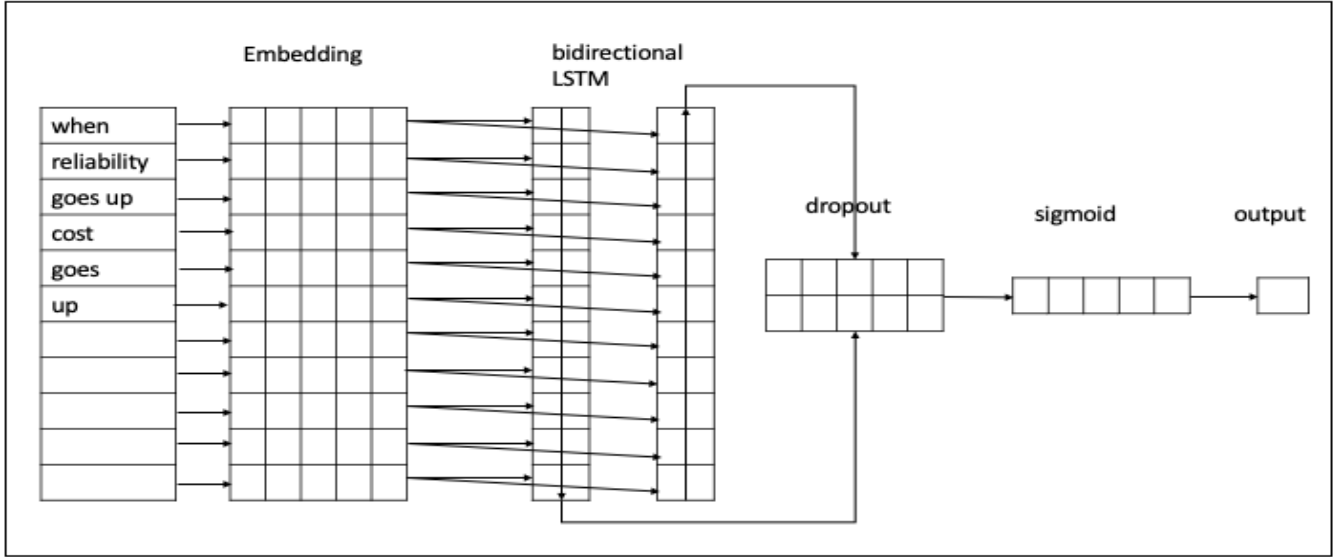 Embedding
bidirectional
LSTM
when
reliability
goes up
cost
goes
up
dropout
sigmoid
output